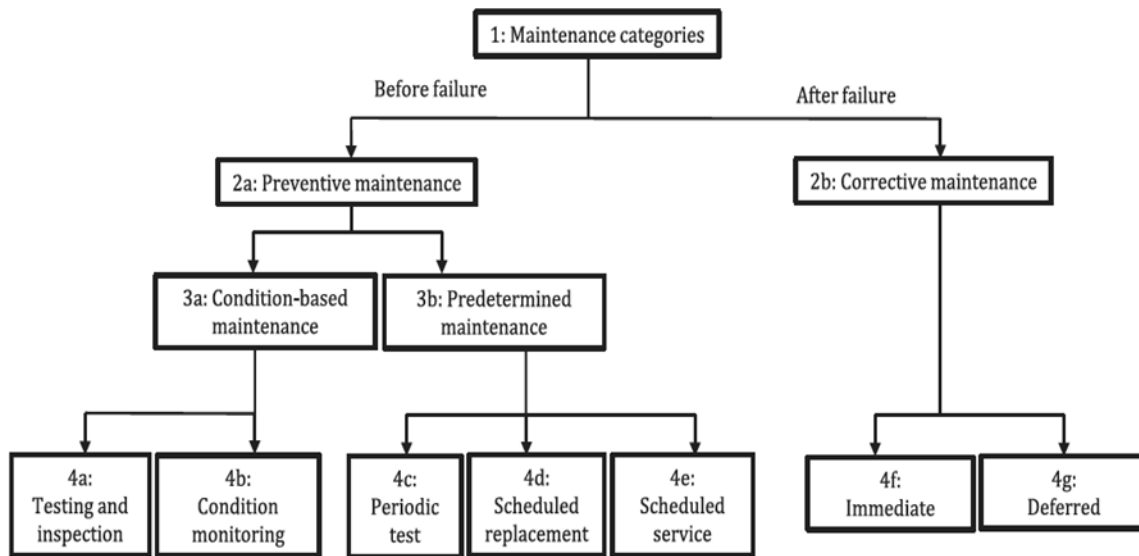 1: Maintenance categories
Before failure
After failure
2a: Preventive maintenance
2b: Corrective maintenance
3a: Condition-based
maintenance
3b: Predetermined
maintenance
4a:
Testing and
inspection
4b:
Condition
monitoring
4c:
Periodic
test
4d:
Scheduled
replacement
4e:
Scheduled
service
4f:
Immediate
4g:
Deferred